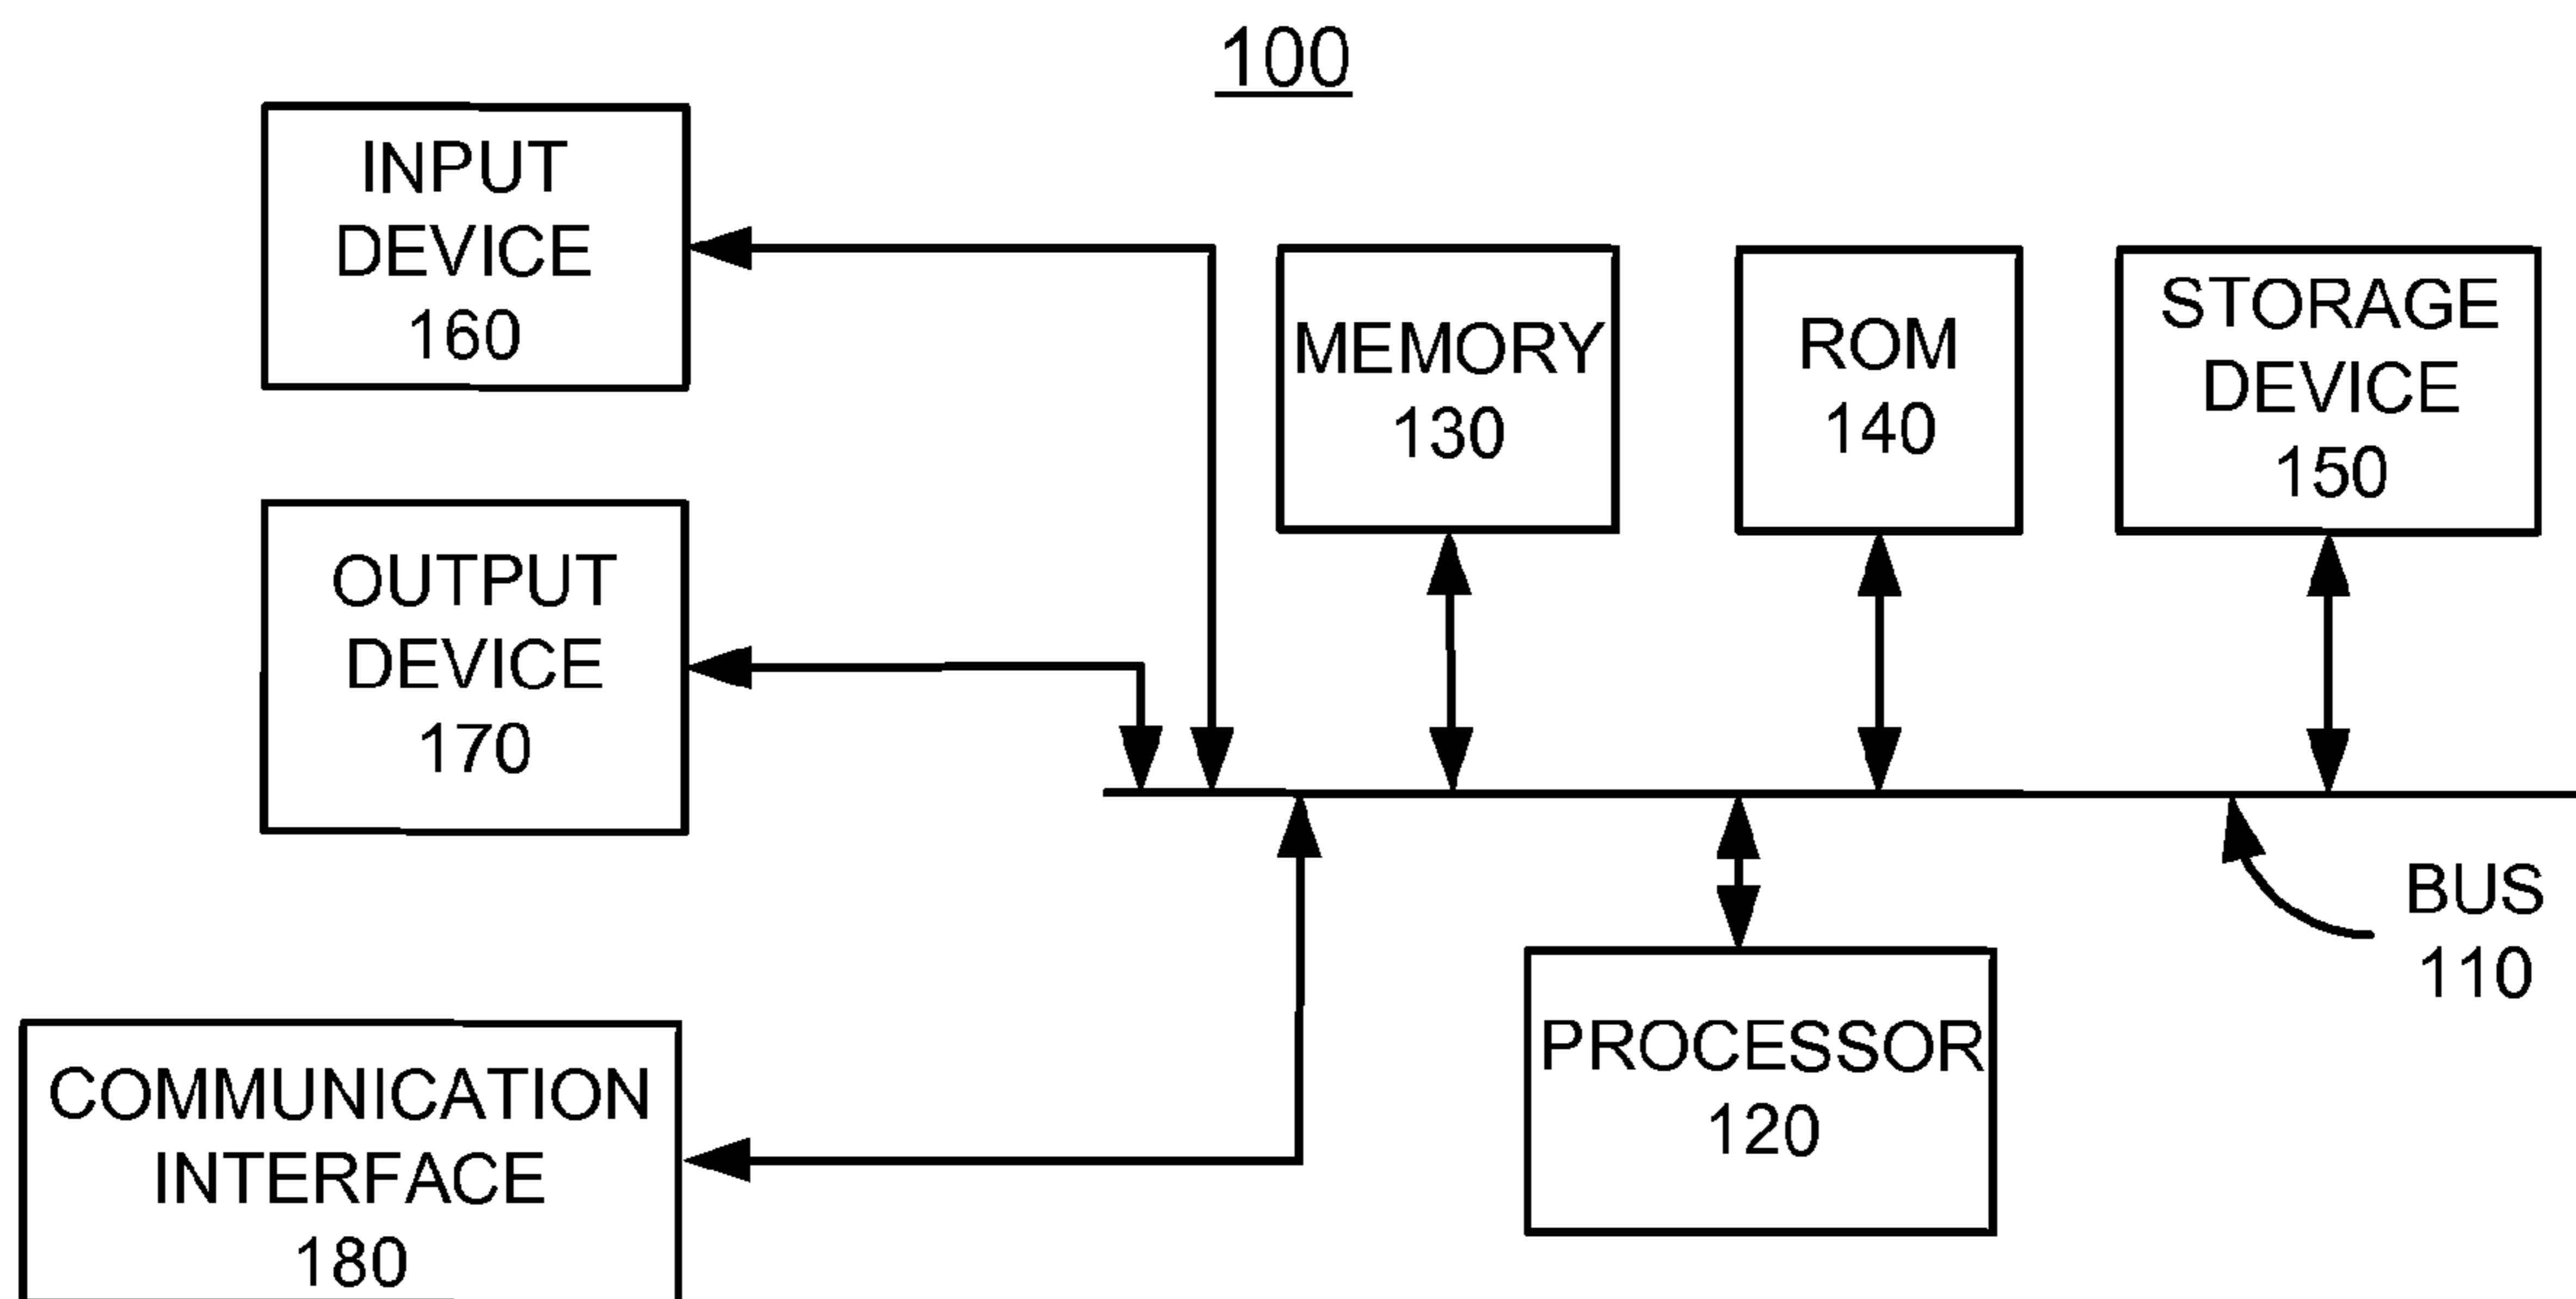 100
INPUT
DEVICE
160
MEMORY
130
ROM
140
STORAGE
DEVICE
150
OUTPUT
DEVICE
170
BUS
110
PROCESSOR
120
COMMUNICATION
INTERFACE
180